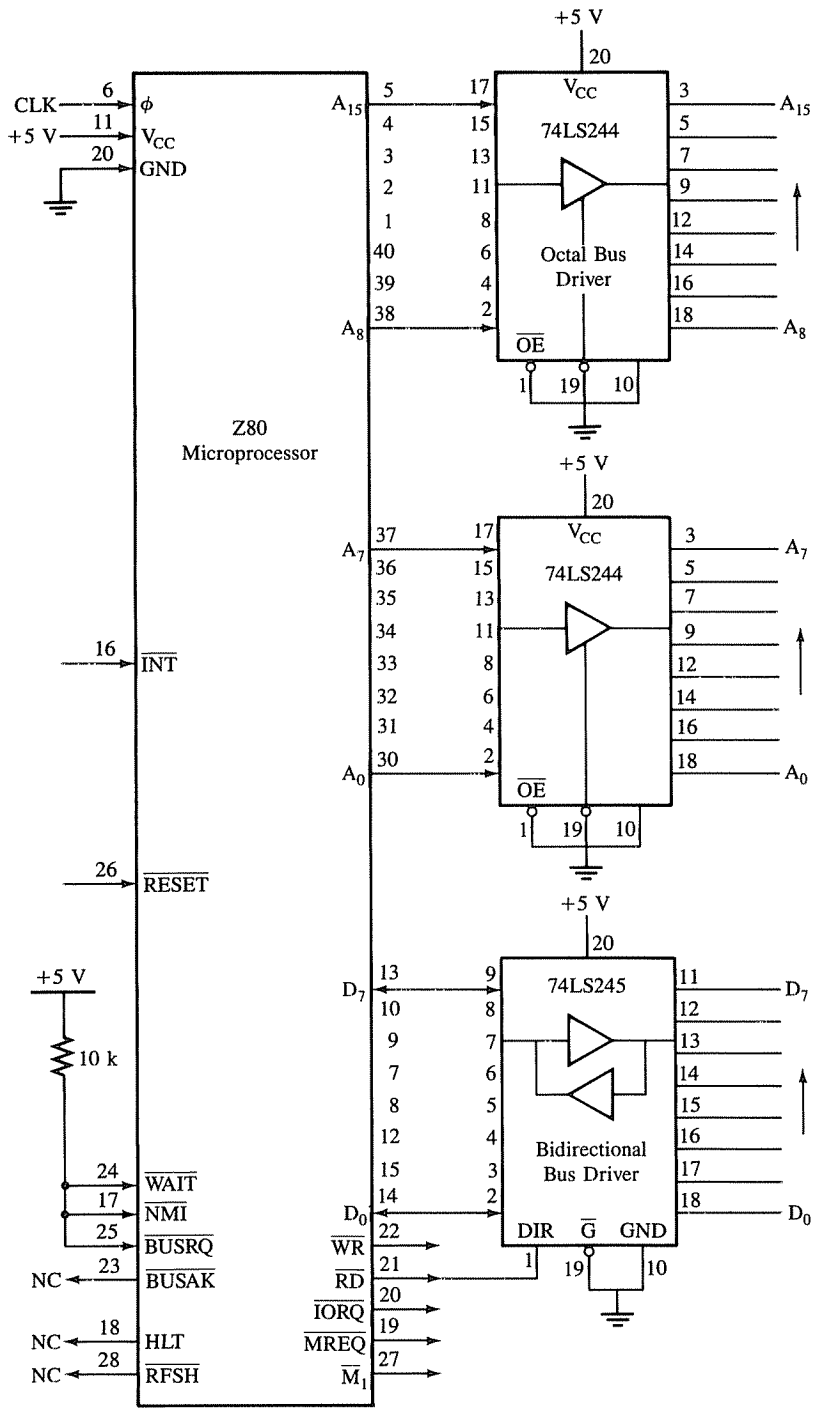 +5 V
20
6
CLK
ϕ
A15
5
17
VCC
3
A15
11
+5 V
VCC
4
15
74LS244
5
20
GND
3
13
7
2
11
9
1
8
12
40
6
Octal Bus
14
39
4
Driver
16
38
A8
2
18
A8
OE
1
19
10
Z80
Microprocessor
+5 V
20
37
A7
17
VCC
3
A7
36
15
74LS244
5
35
13
7
34
11
9
16
INT
33
8
12
32
6
14
31
4
16
30
A0
2
18
A0
OE
1
19
10
26
RESET
+5 V
20
+5 V
13
D7
9
74LS245
11
D7
10
8
12
9
7
13
10 k
7
6
14
8
5
15
12
4
Bidirectional
16
15
3
Bus Driver
17
24
WAIT
14
D0
2
18
D0
17
NMI
DIR
G
GND
25
BUSRQ
WR
22
1
19
10
23
NC
BUSAK
RD
21
IORQ
20
18
NC
HLT
MREQ
19
28
NC
RFSH
M1
27